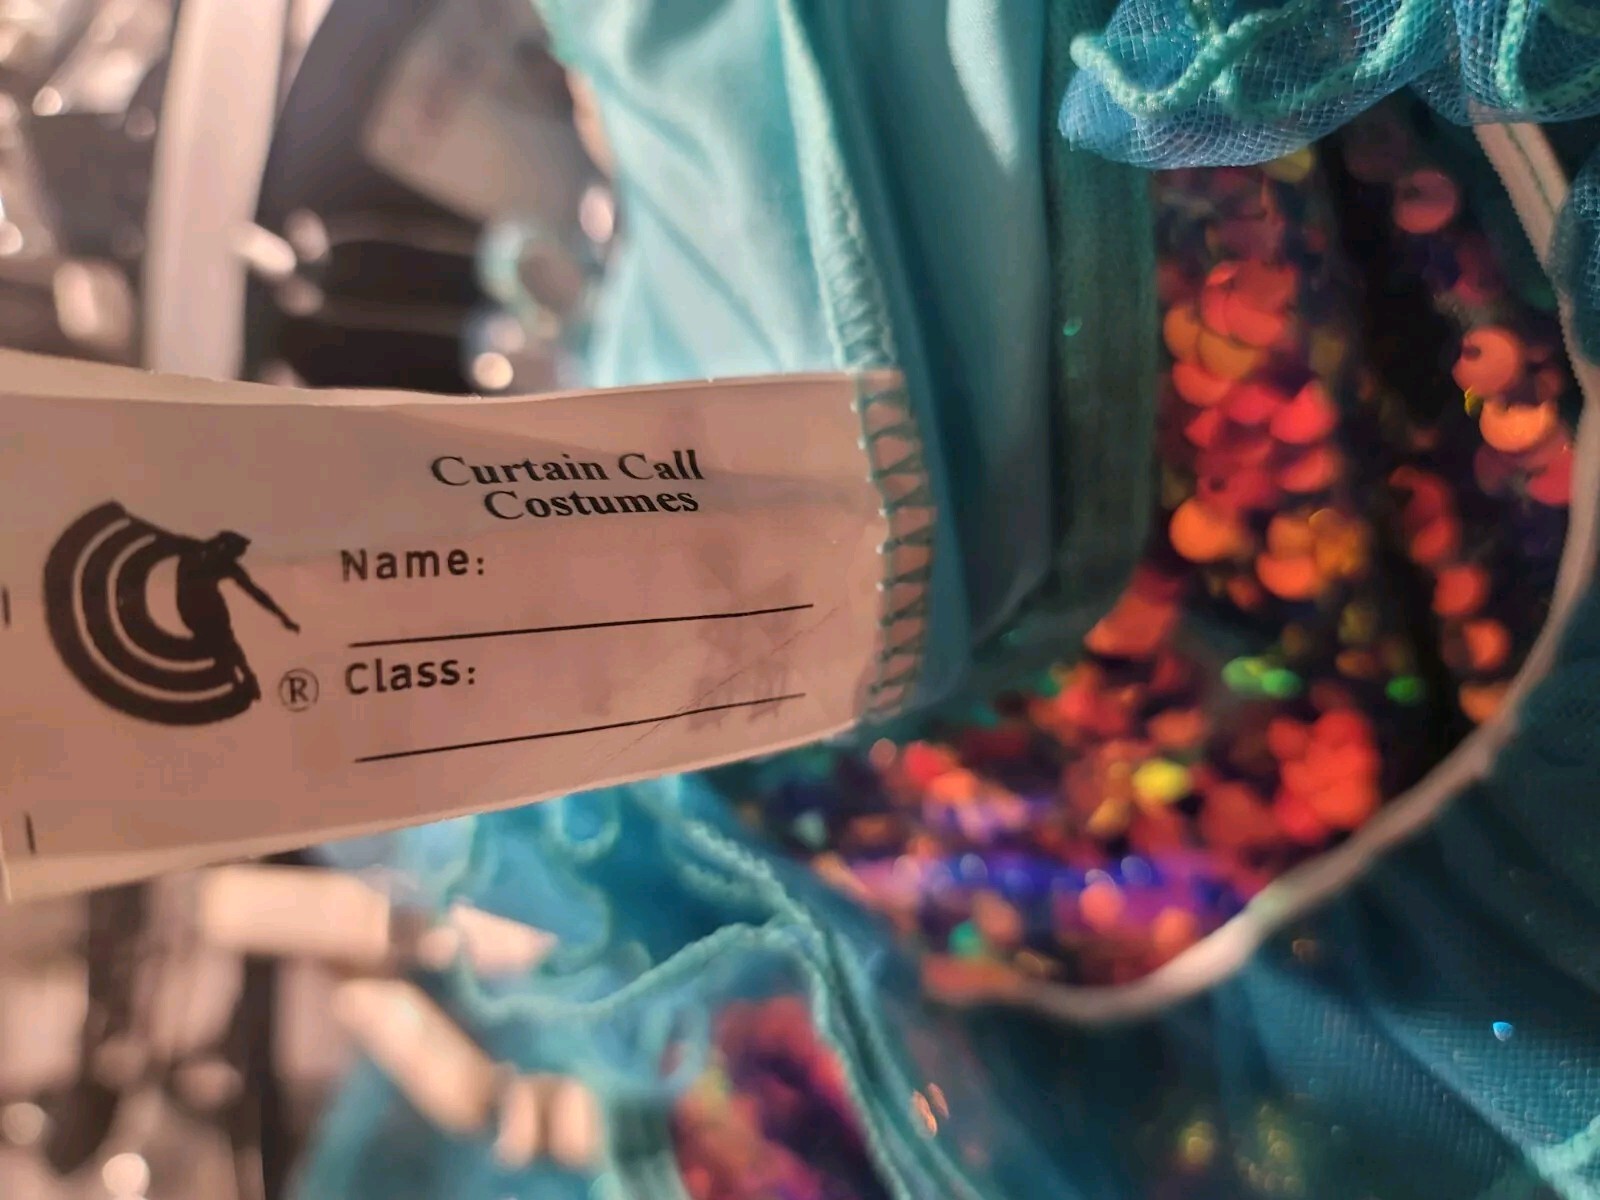 Curtain Call
Costumes
Name:
Class:
®